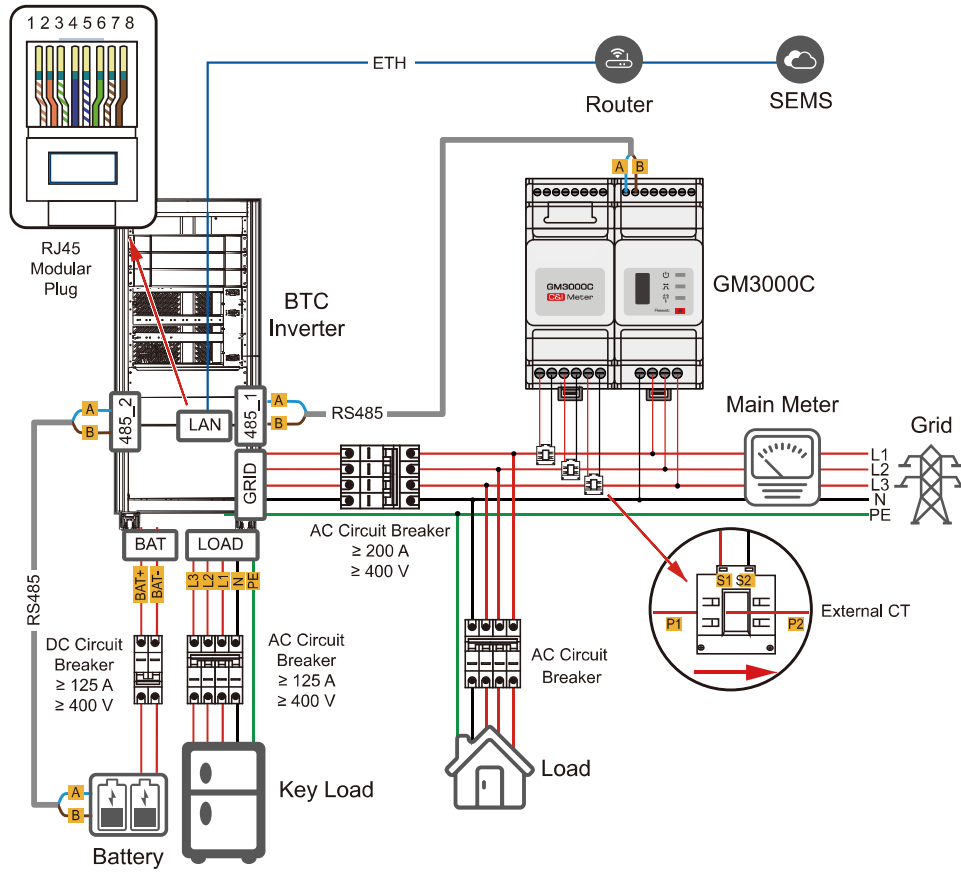 1 2 3 4 5 6 7 8
RJ45
Modular
Plug
ETH
Router
SEMS
A
B
GM3000C
C&I Meter
Reset:
GM3000C
BTC
Inverter
485_2
A
B
LAN
485_1
A
B
RS485
GRID
Main Meter
Grid
L1
L2
L3
N
PE
AC Circuit Breaker
≥ 200 A
≥ 400 V
BAT
LOAD
BAT+
BAT-
L3
L2
L1
N
PE
RS485
DC Circuit
Breaker
≥ 125 A
≥ 400 V
AC Circuit
Breaker
≥ 125 A
≥ 400 V
AC Circuit
Breaker
S1 S2
P1
P2
External CT
A
B
Battery
Key Load
Load